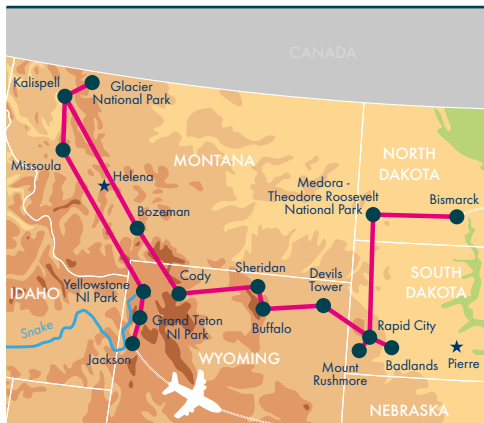 CANADA
Kalispell
Glacier
National Park
Missoula
Helena
MONTANA
Bozeman
NORTH
DAKOTA
Medora -
Theodore Roosevelt
National Park
Bismarck
IDAHO
Yellowstone
Nl Park
Cody
Sheridan
Devils
Tower
SOUTH
DAKOTA
Snake
Grand Teton
Nl Park
Buffalo
Rapid City
Jackson
WYOMING
Mount
Rushmore
Badlands
Pierre
NEBRASKA